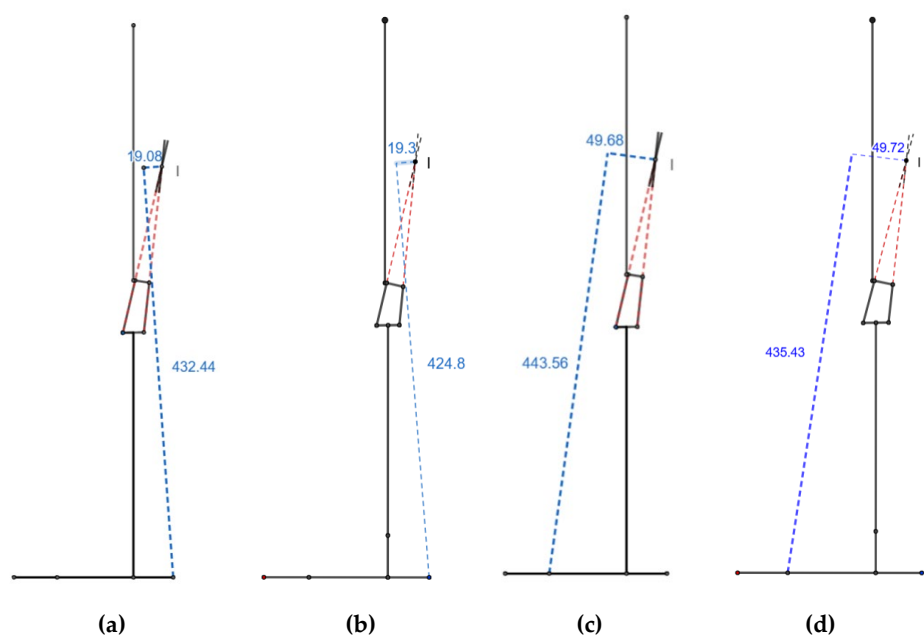 19.08
I
432.44
(a)
19.3
I
424.8
(b)
49.68
I
443.56
(c)
49.72
I
435.43
(d)